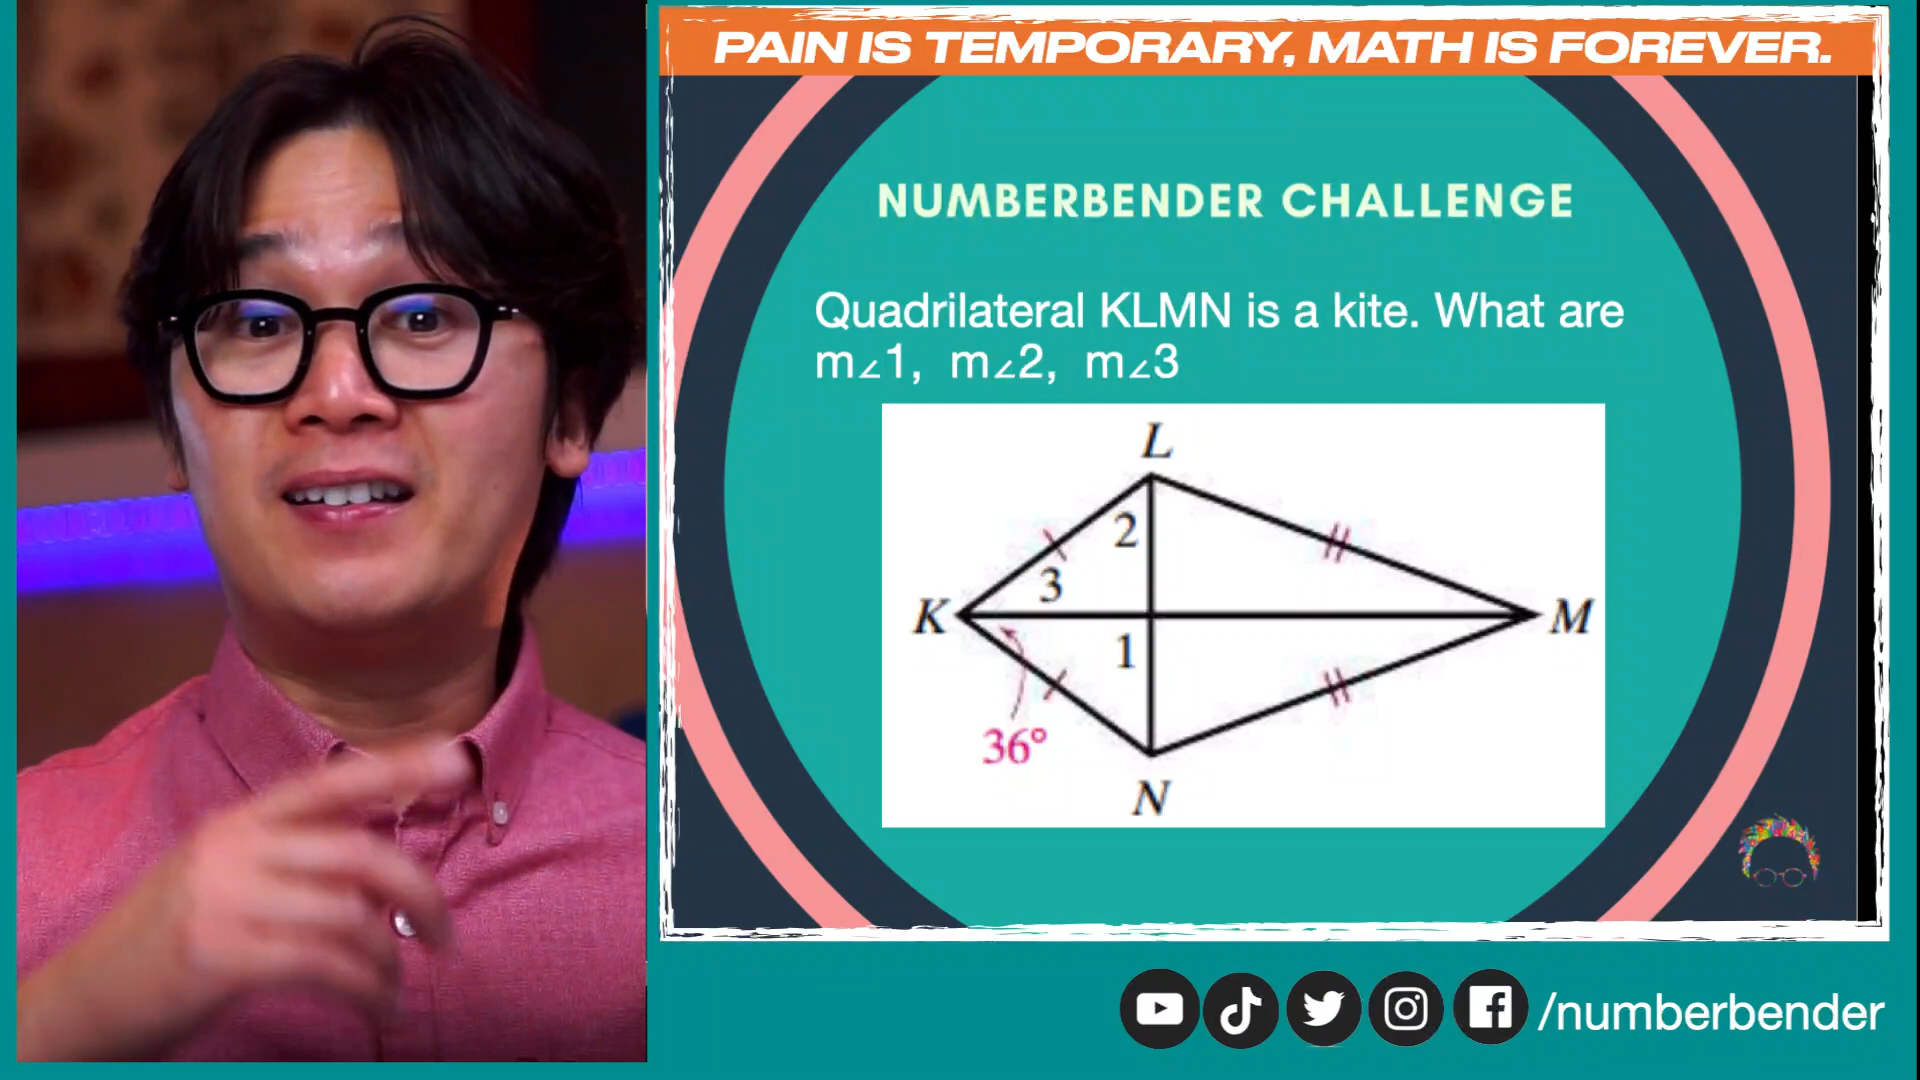 PAIN IS TEMPORARY, MATH IS FOREVER.
NUMBERBENDER CHALLENGE
Quadrilateral KLMN is a kite. What are
m∠1, m∠2, m∠3
L
2
3
K
M
1
36°
N
/numberbender